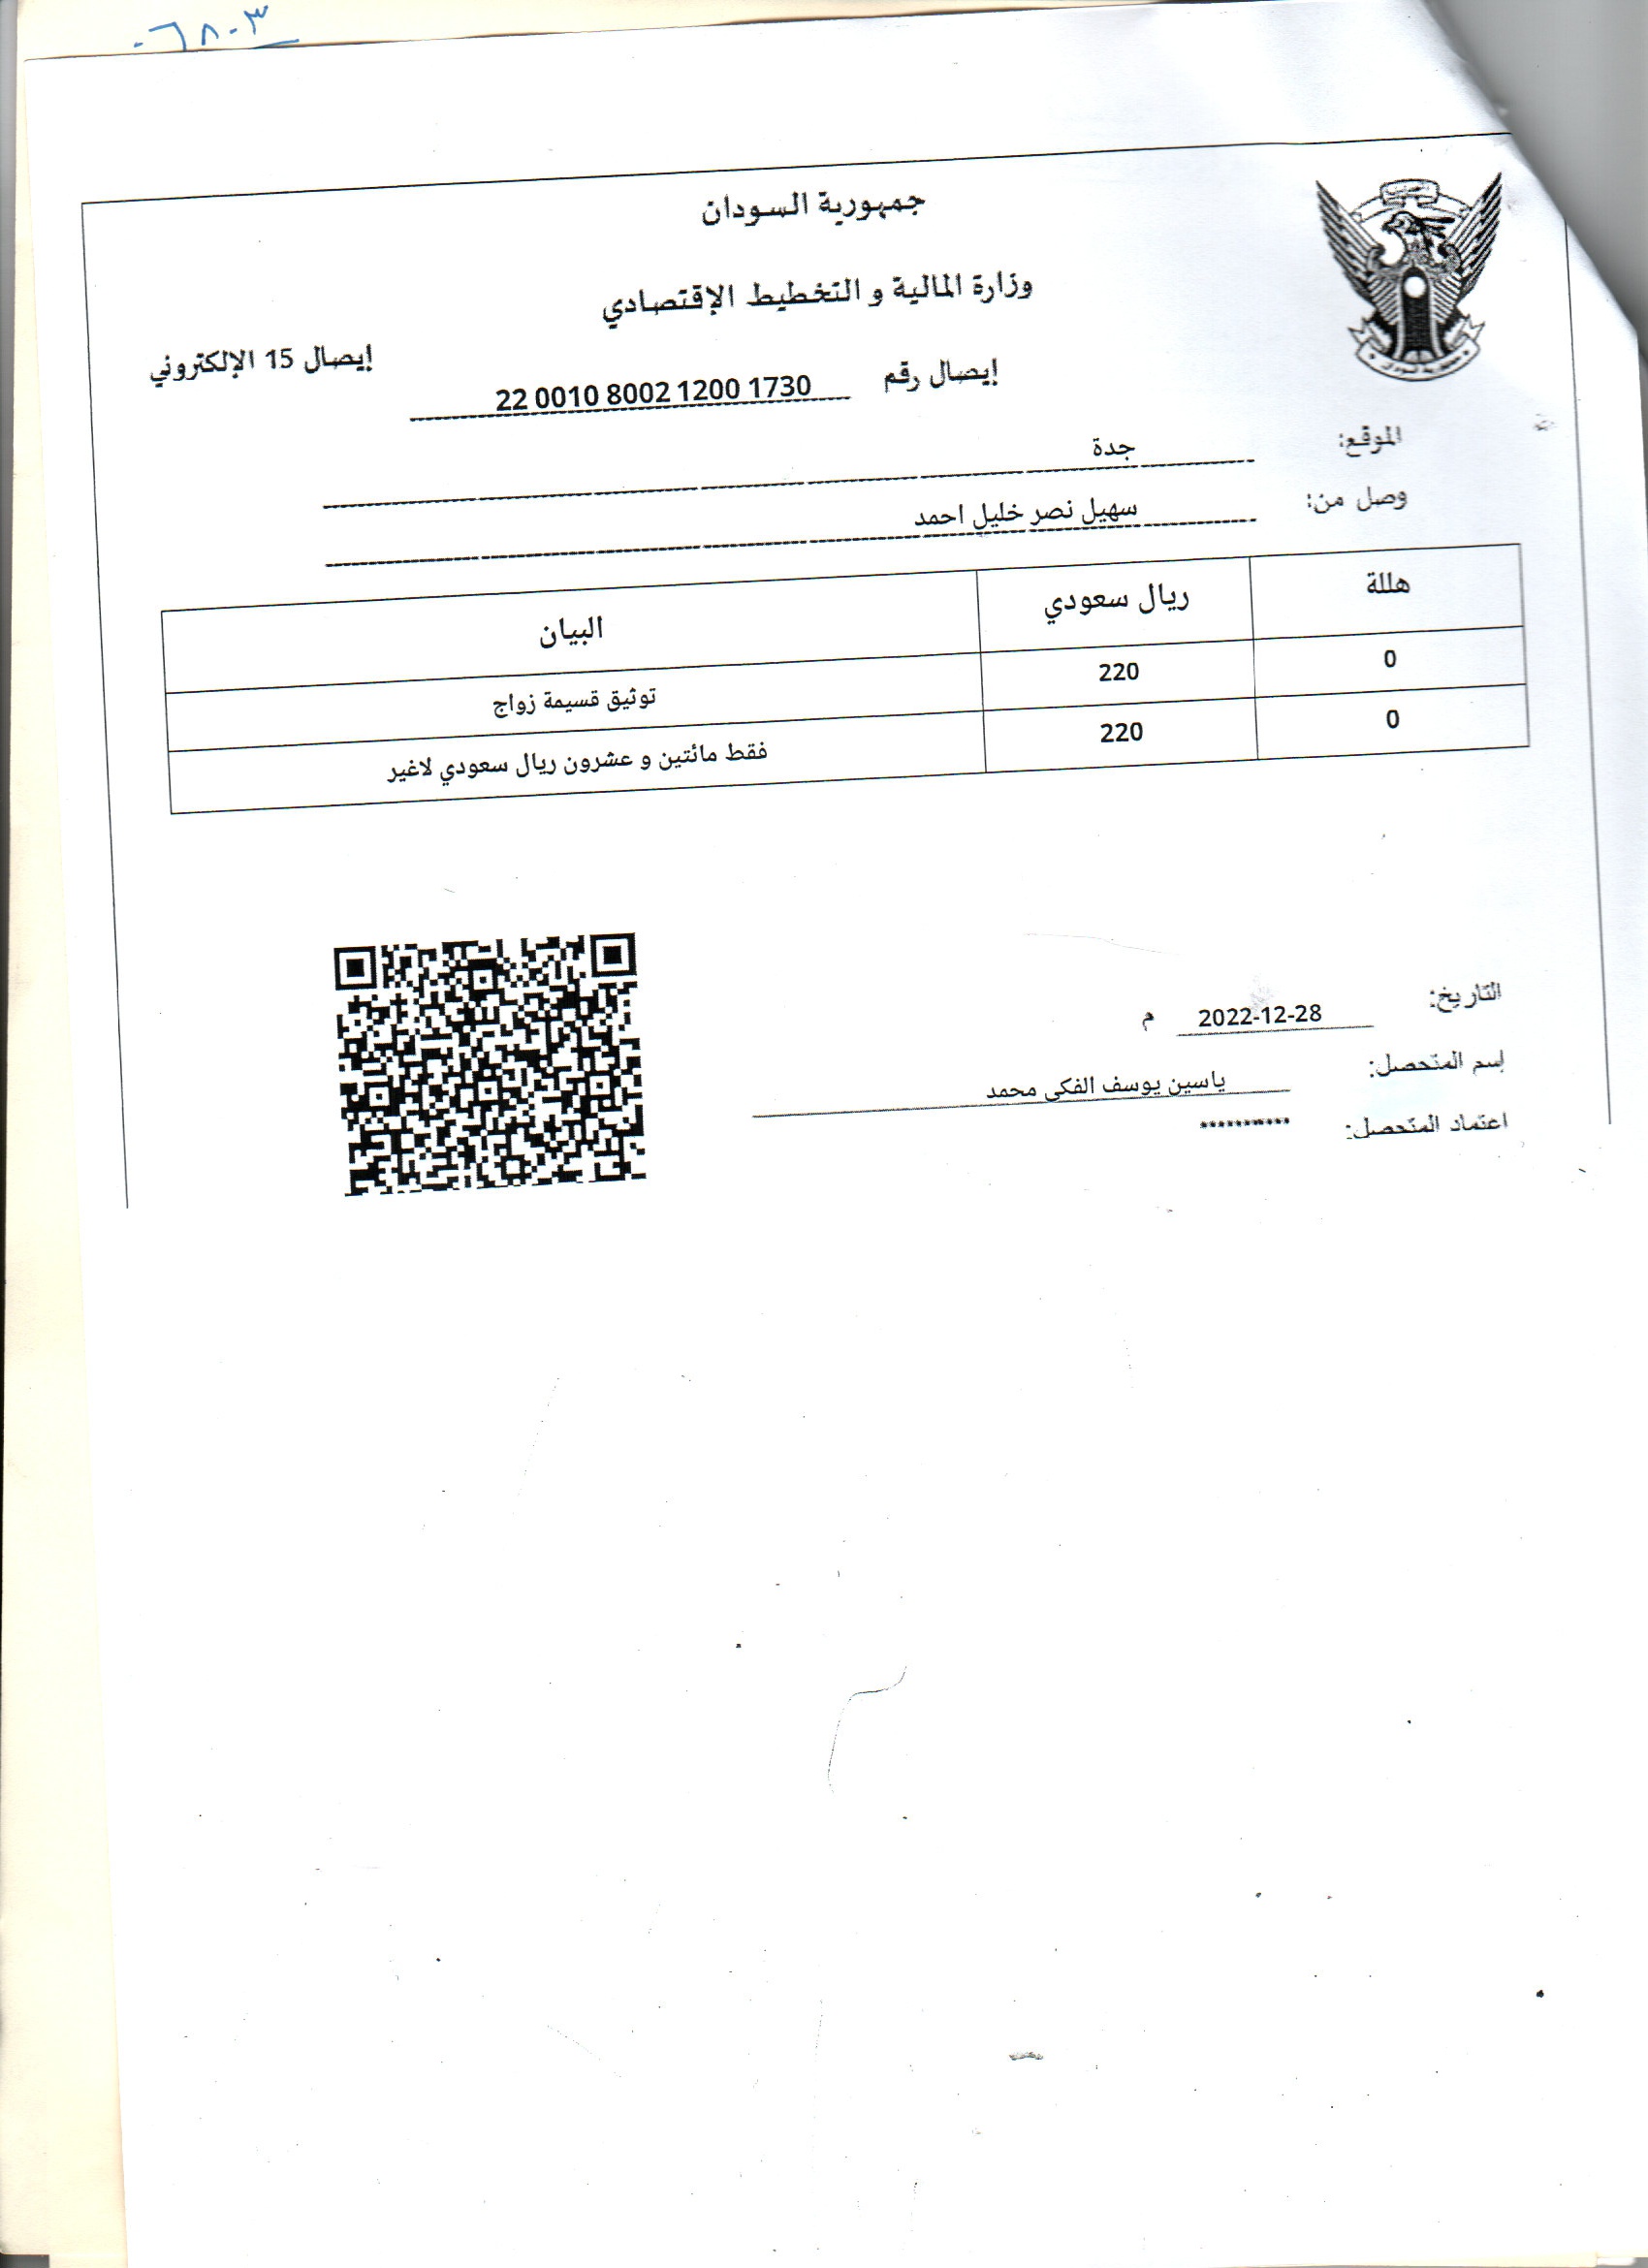 ٠٦٨٠٣
جمهورية السودان
وزارة المالية و التخطيط الإقتصادي
إيصال 15 الإلكتروني
إيصال رقم 22 0010 8002 1200 1730
الموقع: جدة
وصل من: سهيل نصر خليل احمد
هللة ريال سعودي البيان
0 220 توثيق قسيمة زواج
0 220 فقط مائتين و عشرون ريال سعودي لاغير
التاريخ: 2022-12-28 م
إسم المتحصل: ياسين يوسف الفكى محمد
اعتماد المتحصل: **********